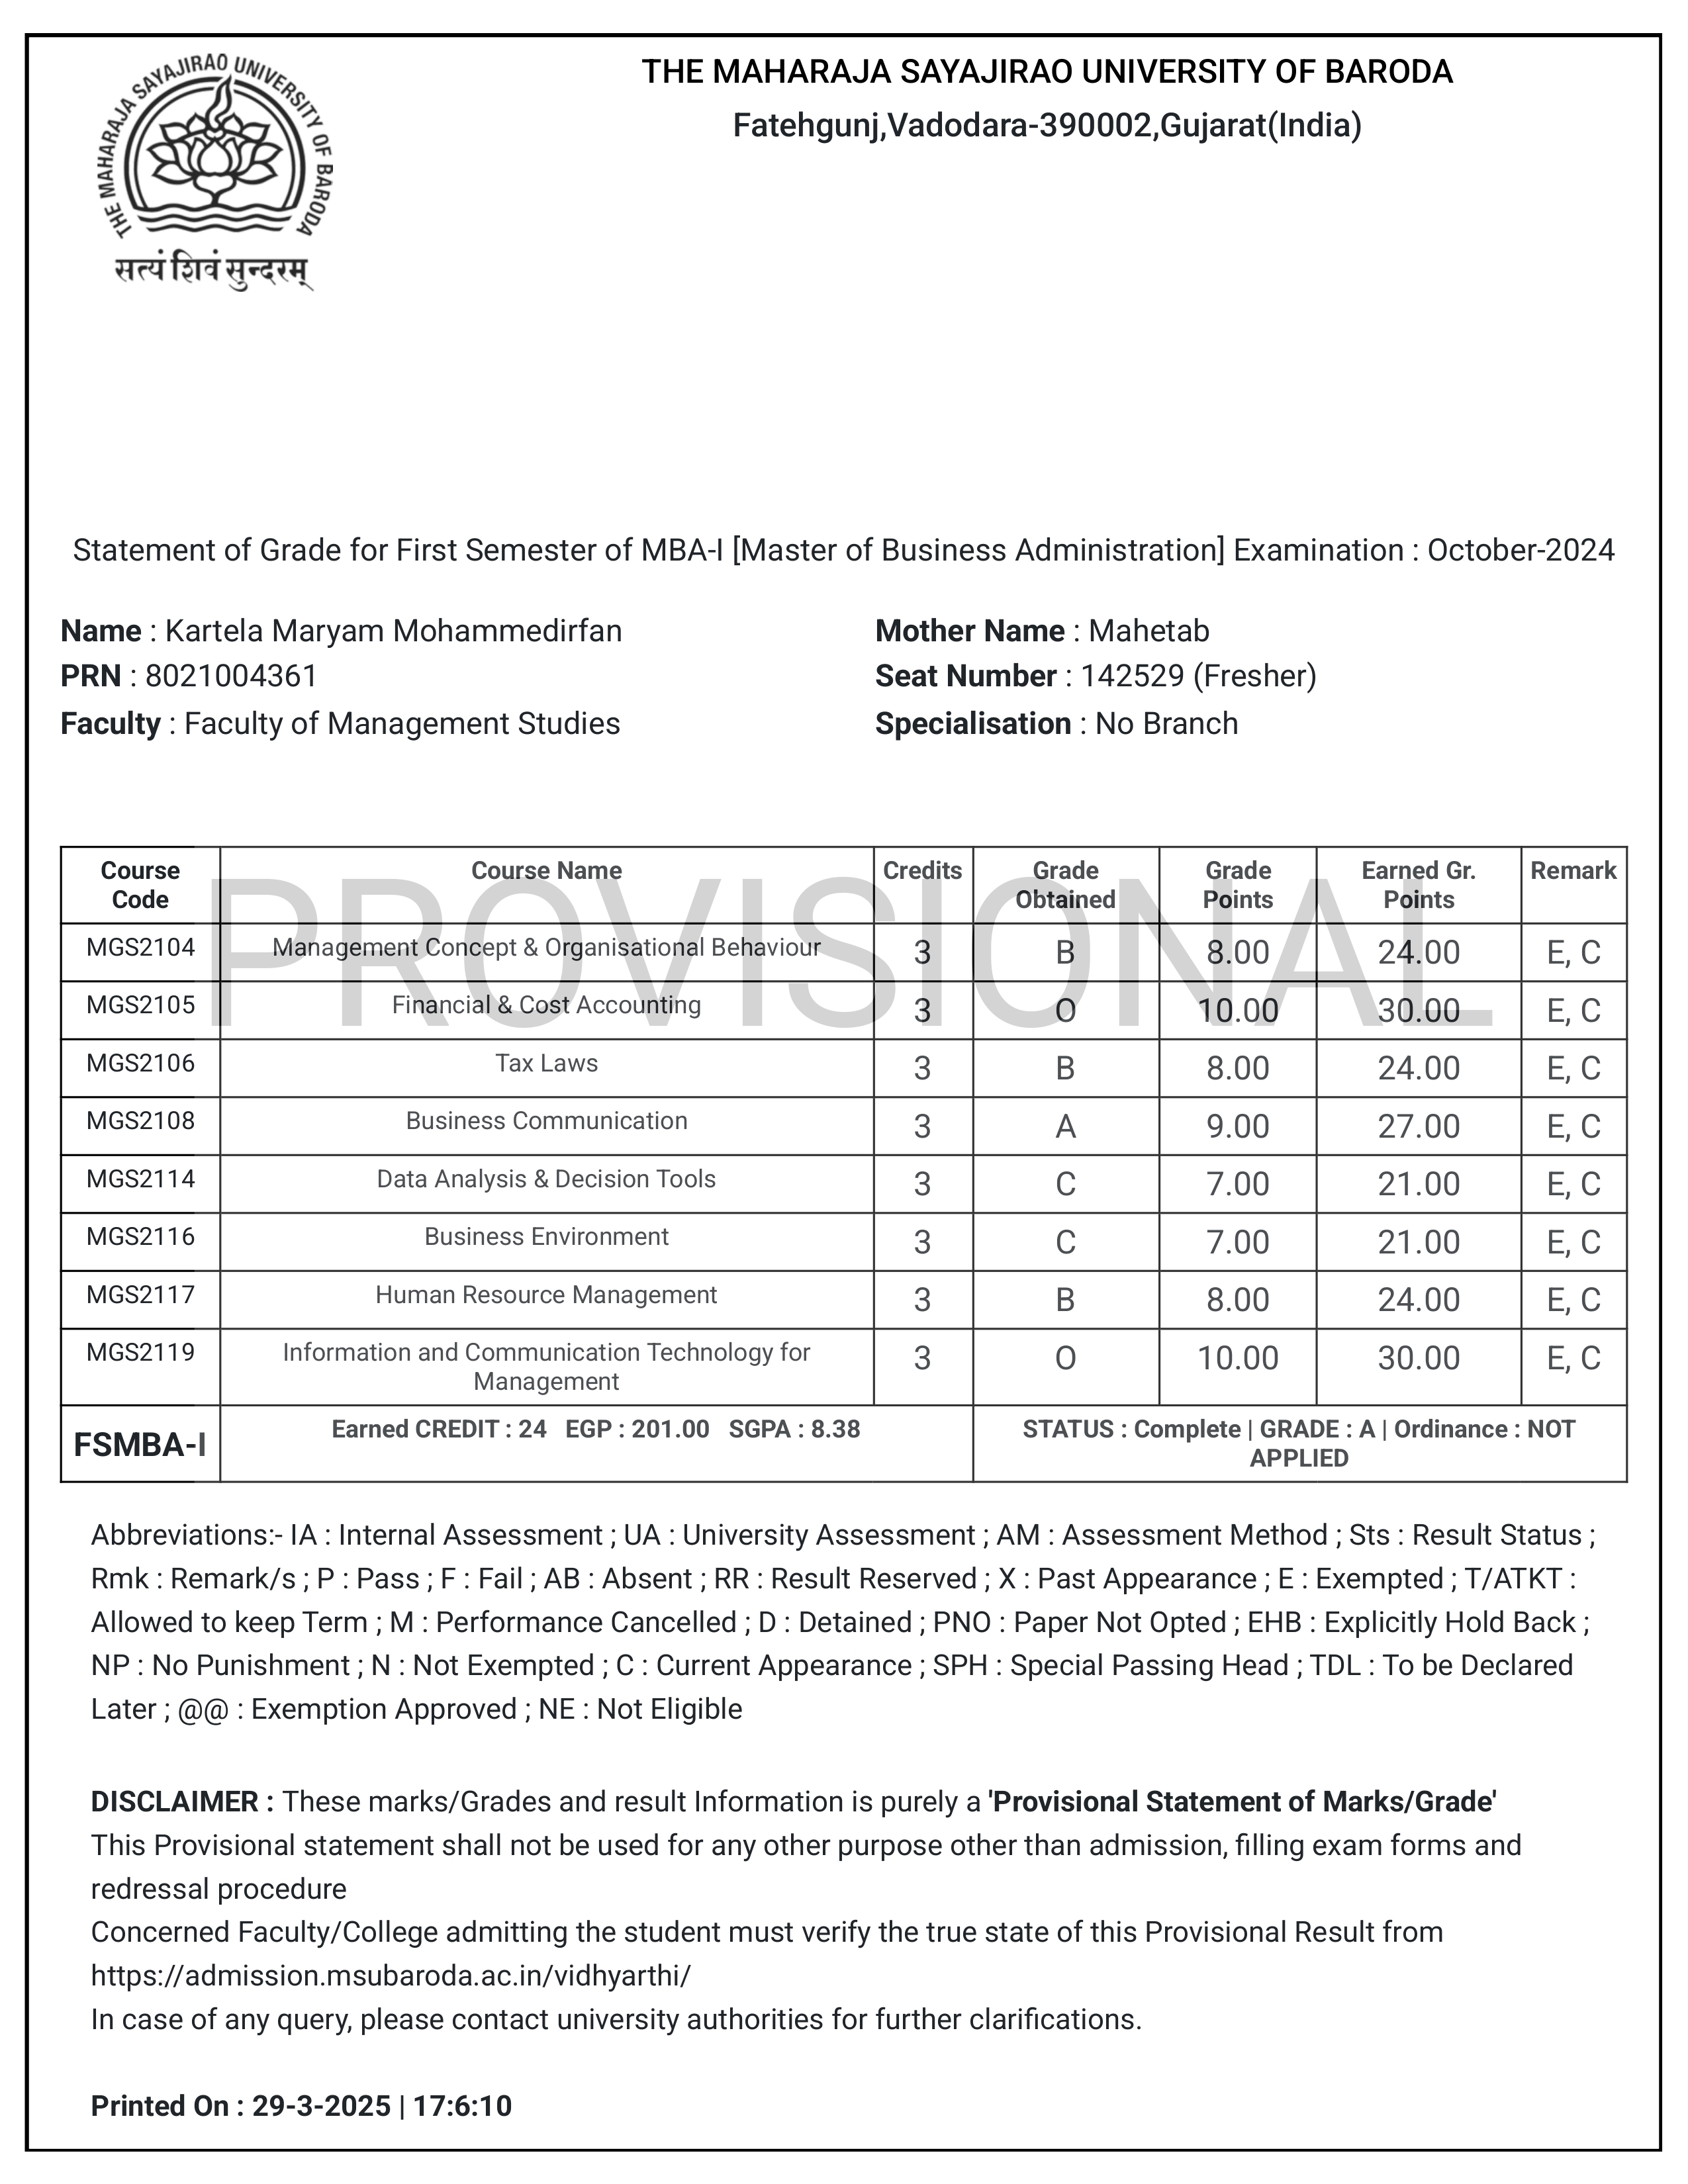 THE MAHARAJA SAYAJIRAO UNIVERSITY OF BARODA
सत्यं शिवं सुन्दरम्
THE MAHARAJA SAYAJIRAO UNIVERSITY OF BARODA
Fatehgunj,Vadodara-390002,Gujarat(India)
Statement of Grade for First Semester of MBA-I [Master of Business Administration] Examination : October-2024
Name : Kartela Maryam Mohammedirfan Mother Name : Mahetab
PRN : 8021004361 Seat Number : 142529 (Fresher)
Faculty : Faculty of Management Studies Specialisation : No Branch
PROVISIONAL
Course Code Course Name Credits Grade Obtained Grade Points Earned Gr. Points Remark
MGS2104 Management Concept & Organisational Behaviour 3 B 8.00 24.00 E, C
MGS2105 Financial & Cost Accounting 3 O 10.00 30.00 E, C
MGS2106 Tax Laws 3 B 8.00 24.00 E, C
MGS2108 Business Communication 3 A 9.00 27.00 E, C
MGS2114 Data Analysis & Decision Tools 3 C 7.00 21.00 E, C
MGS2116 Business Environment 3 C 7.00 21.00 E, C
MGS2117 Human Resource Management 3 B 8.00 24.00 E, C
MGS2119 Information and Communication Technology for Management 3 O 10.00 30.00 E, C
FSMBA-I Earned CREDIT : 24 EGP : 201.00 SGPA : 8.38 STATUS : Complete | GRADE : A | Ordinance : NOT APPLIED
Abbreviations:- IA : Internal Assessment ; UA : University Assessment ; AM : Assessment Method ; Sts : Result Status ;
Rmk : Remark/s ; P : Pass ; F : Fail ; AB : Absent ; RR : Result Reserved ; X : Past Appearance ; E : Exempted ; T/ATKT :
Allowed to keep Term ; M : Performance Cancelled ; D : Detained ; PNO : Paper Not Opted ; EHB : Explicitly Hold Back ;
NP : No Punishment ; N : Not Exempted ; C : Current Appearance ; SPH : Special Passing Head ; TDL : To be Declared
Later ; @@ : Exemption Approved ; NE : Not Eligible
DISCLAIMER : These marks/Grades and result Information is purely a 'Provisional Statement of Marks/Grade'
This Provisional statement shall not be used for any other purpose other than admission, filling exam forms and
redressal procedure
Concerned Faculty/College admitting the student must verify the true state of this Provisional Result from
https://admission.msubaroda.ac.in/vidhyarthi/
In case of any query, please contact university authorities for further clarifications.
Printed On : 29-3-2025 | 17:6:10